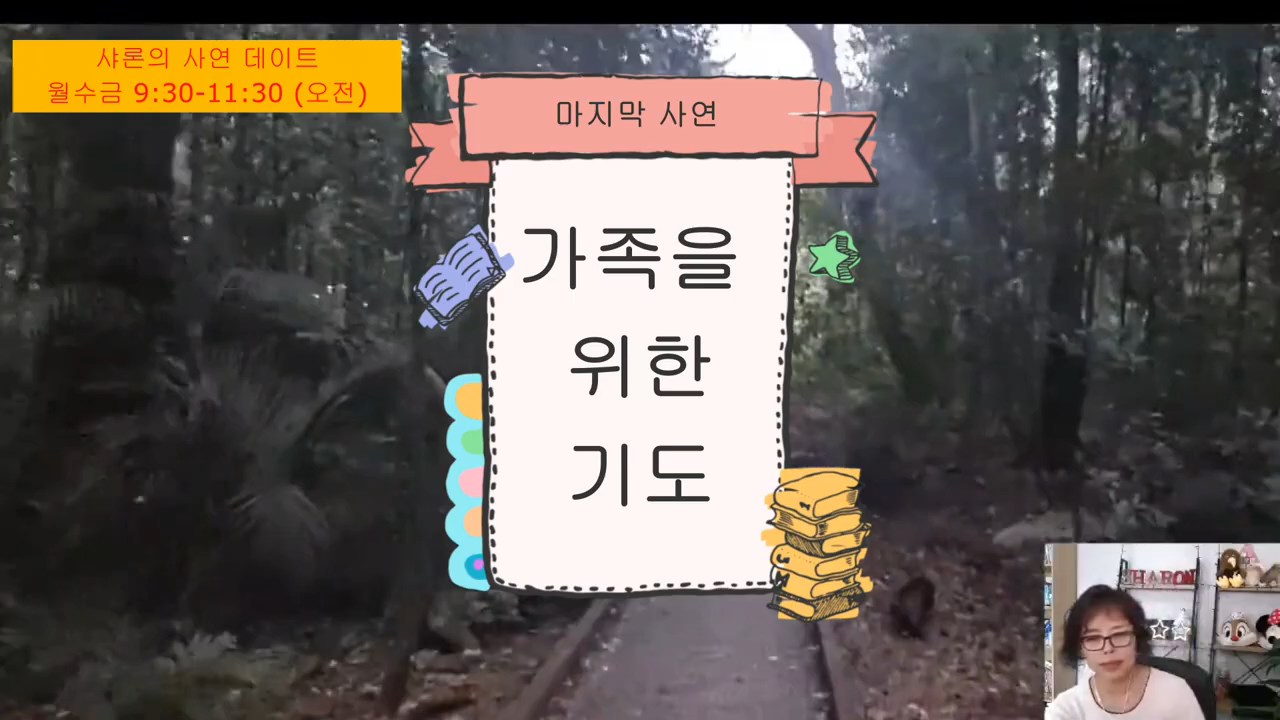 샤론의 사연 데이트
월수금 9:30-11:30 (오전)
마지막 사연
가족을
위한
기도
HARON